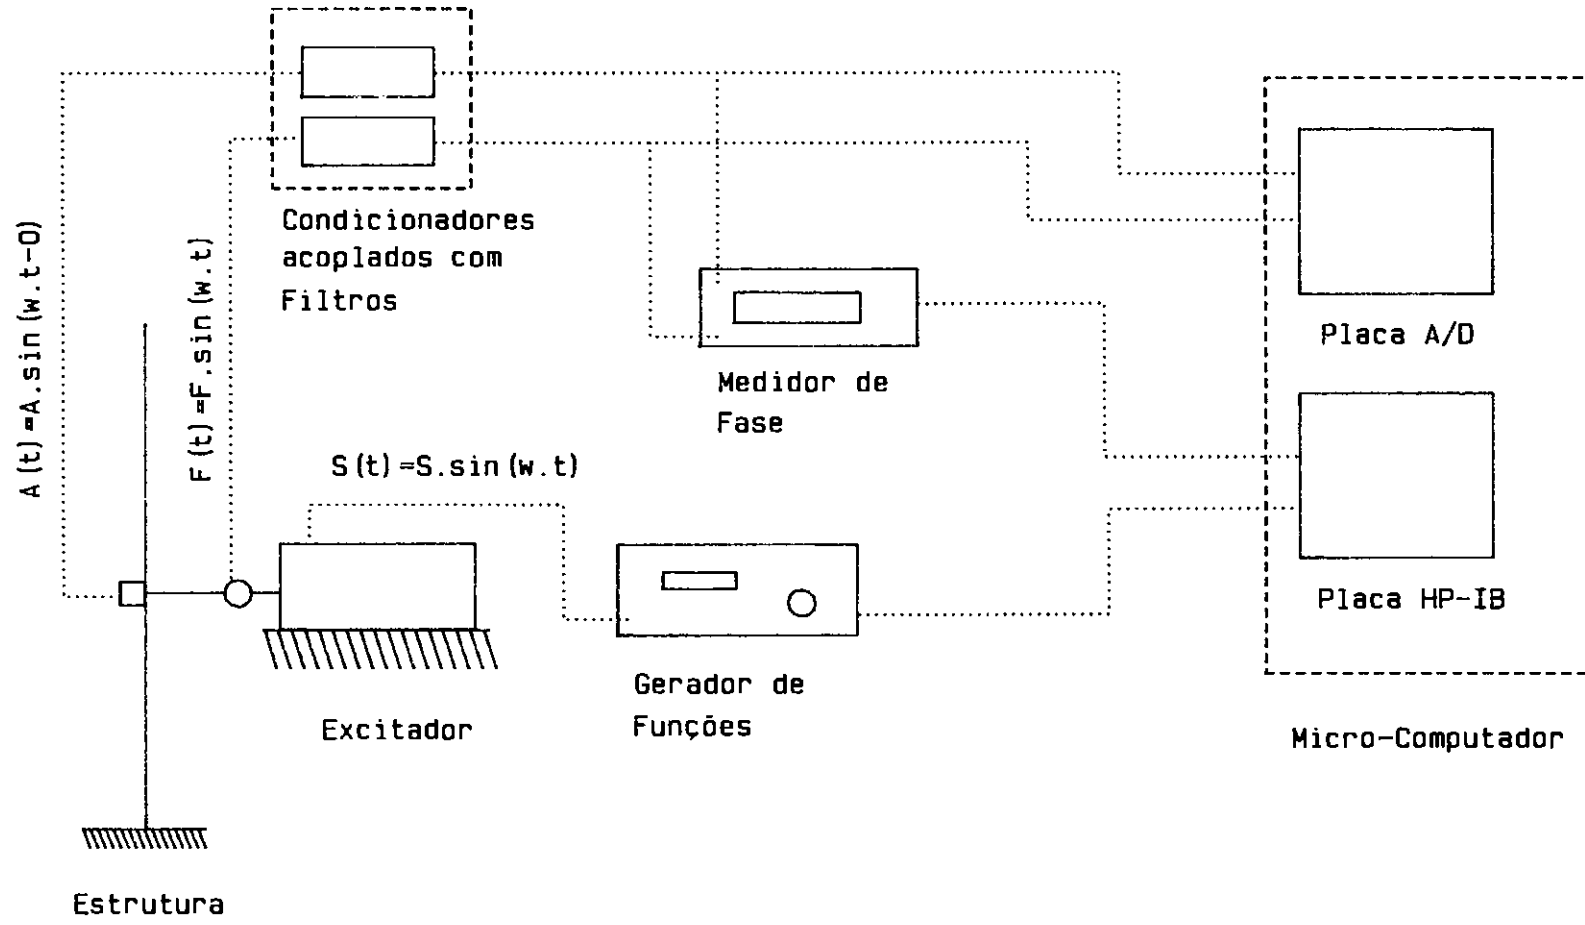 Condicionadores
acoplados com
Filtros
A(t)=A.sin(w.t-O)
F(t)=F.sin(w.t)
Placa A/D
Medidor de
Fase
S(t)=S.sin(w.t)
Placa HP-IB
Gerador de
Funções
Excitador
Micro-Computador
Estrutura